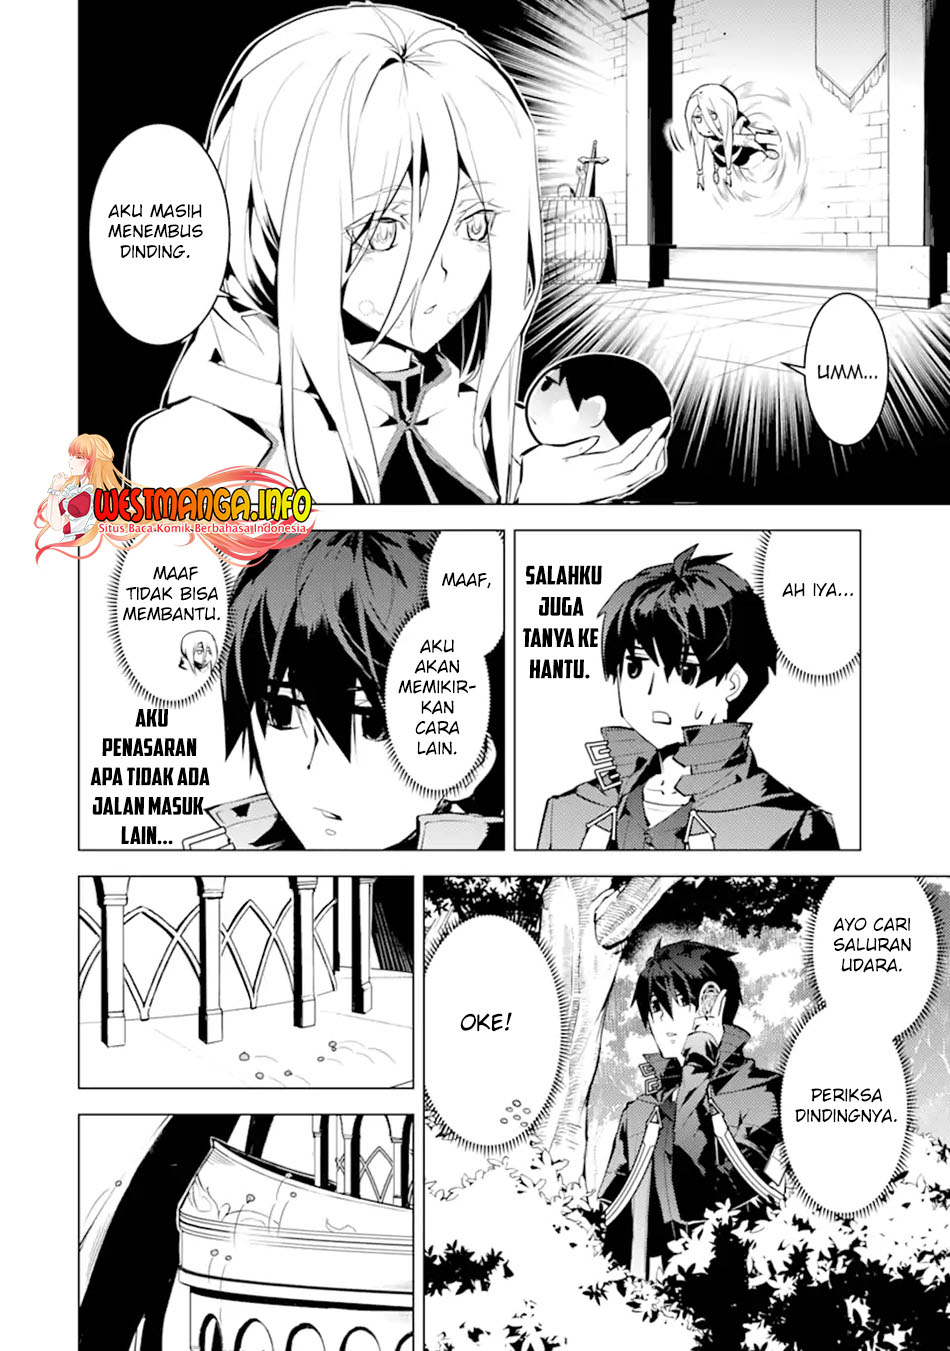 UMM...
AKU MASIH
MENEMBUS
DINDING.
WESTMANGA.INFO
Situs Baca Komik Berbahasa Indonesia
AH IYA...
SALAHKU
JUGA
TANYA KE
HANTU.
MAAF,
AKU
AKAN
MEMIKIR-
KAN
CARA
LAIN.
MAAF
TIDAK BISA
MEMBANTU.
AKU
PENASARAN
APA TIDAK ADA
JALAN MASUK
LAIN...
AYO CARI
SALURAN
UDARA.
PERIKSA
DINDINGNYA.
OKE!